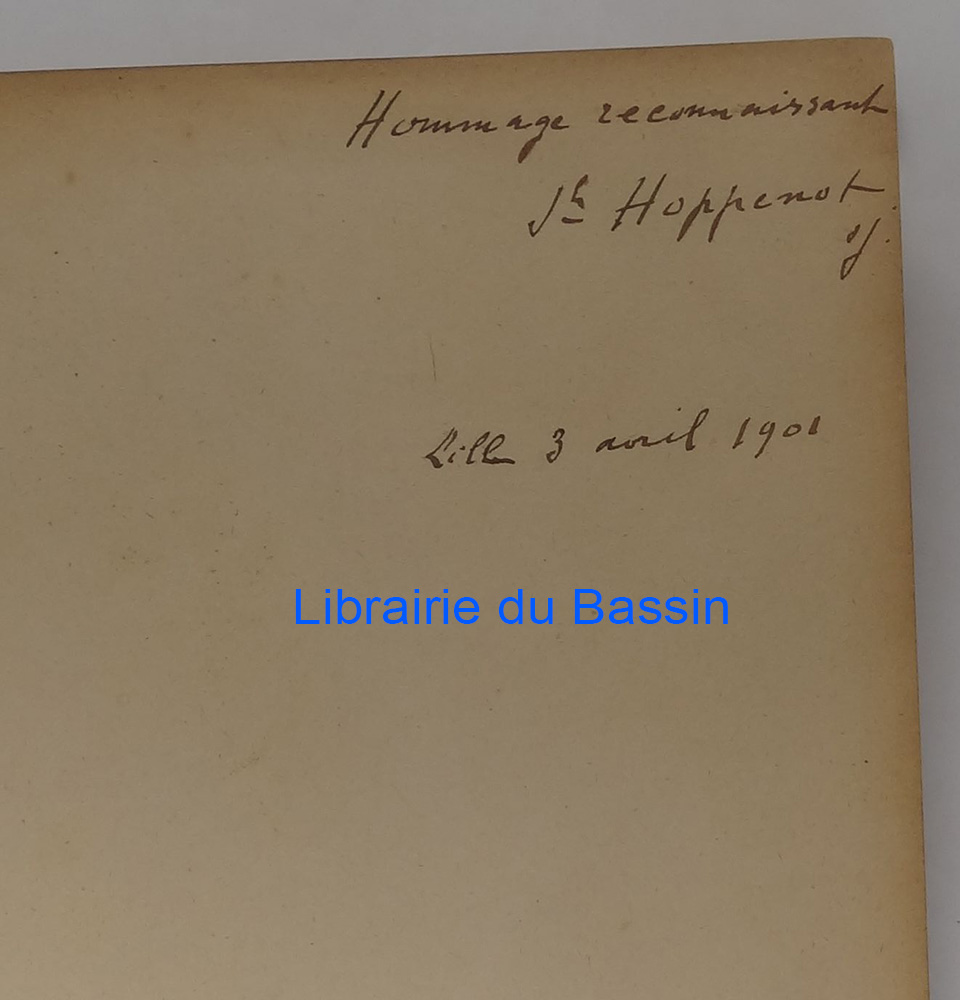 Hommage reconnaissant
Jh Hoppenot
sj.
Lille 3 avril 1901
Librairie du Bassin